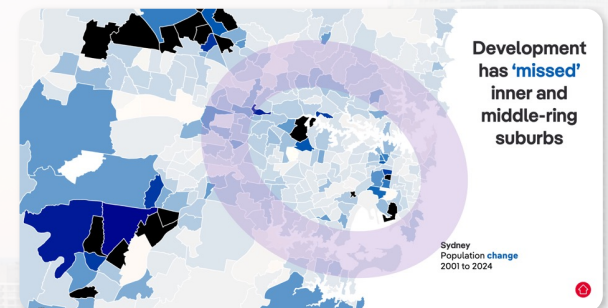 Development
has ‘missed’
inner and
middle-ring
suburbs
Sydney
Population change
2001 to 2024